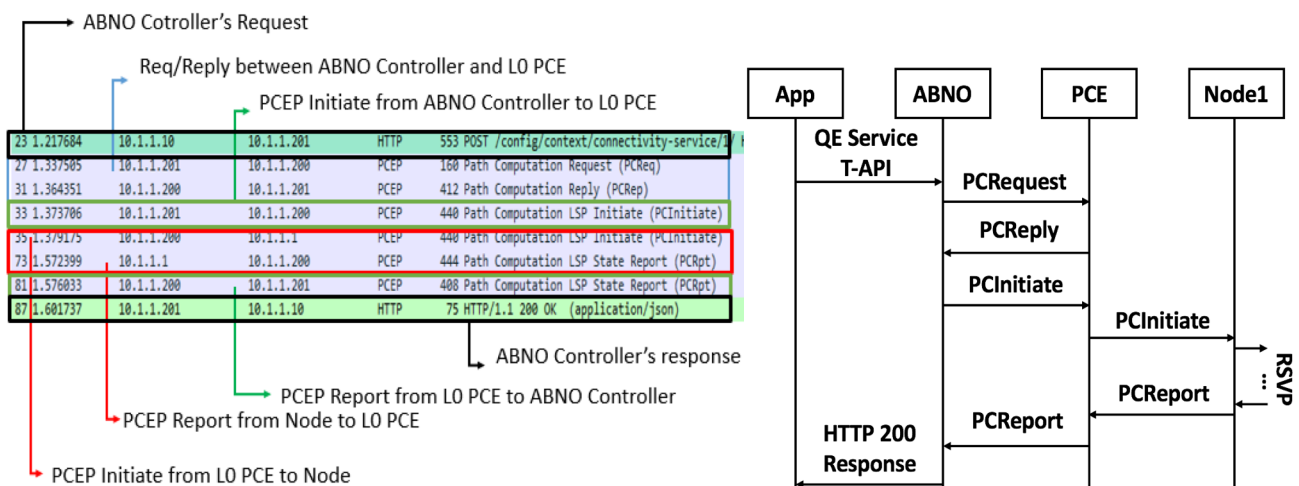 ABNO Cotroller's Request
Req/Reply between ABNO Controller and L0 PCE
PCEP Initiate from ABNO Controller to L0 PCE
23 1.217684 10.1.1.10 10.1.1.201 HTTP 553 POST /config/context/connectivity-service/1/
27 1.337505 10.1.1.201 10.1.1.200 PCEP 160 Path Computation Request (PCReq)
31 1.364351 10.1.1.200 10.1.1.201 PCEP 412 Path Computation Reply (PCRep)
33 1.373706 10.1.1.201 10.1.1.200 PCEP 440 Path Computation LSP Initiate (PCInitiate)
35 1.379175 10.1.1.200 10.1.1.1 PCEP 440 Path Computation LSP Initiate (PCInitiate)
73 1.572399 10.1.1.1 10.1.1.200 PCEP 444 Path Computation LSP State Report (PCRpt)
81 1.576033 10.1.1.200 10.1.1.201 PCEP 408 Path Computation LSP State Report (PCRpt)
87 1.601737 10.1.1.201 10.1.1.10 HTTP 75 HTTP/1.1 200 OK (application/json)
ABNO Controller's response
PCEP Report from L0 PCE to ABNO Controller
PCEP Report from Node to L0 PCE
PCEP Initiate from L0 PCE to Node
App ABNO PCE Node1
QE Service
T-API
PCRequest
PCReply
PCInitiate
PCInitiate
RSVP
...
PCReport
PCReport
HTTP 200
Response